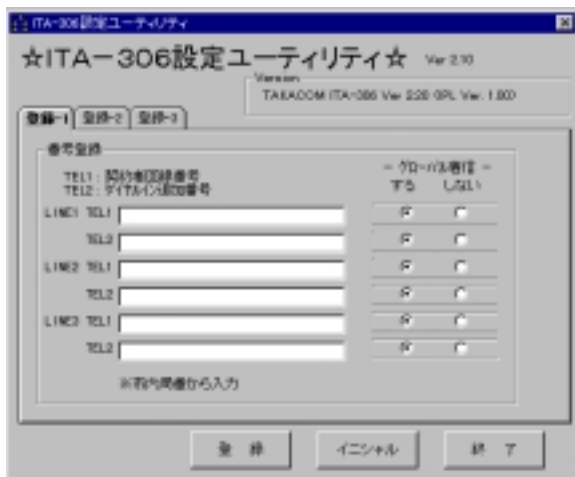 ITA-306設定ユーティリティ
☆ITA-306設定ユーティリティ☆ Ver 2.10
Version
TAKACOM ITA-306 Ver 2.20 (IPL Ver. 1.00)
登録-1 登録-2 登録-3
番号登録
TEL1：契約者回線番号
TEL2：ダイヤルイン追加番号
- グローバル着信 -
する しない
LINE1 TEL1
TEL2
LINE2 TEL1
TEL2
LINE3 TEL1
TEL2
※市内局番から入力
登 録 イニシャル 終 了